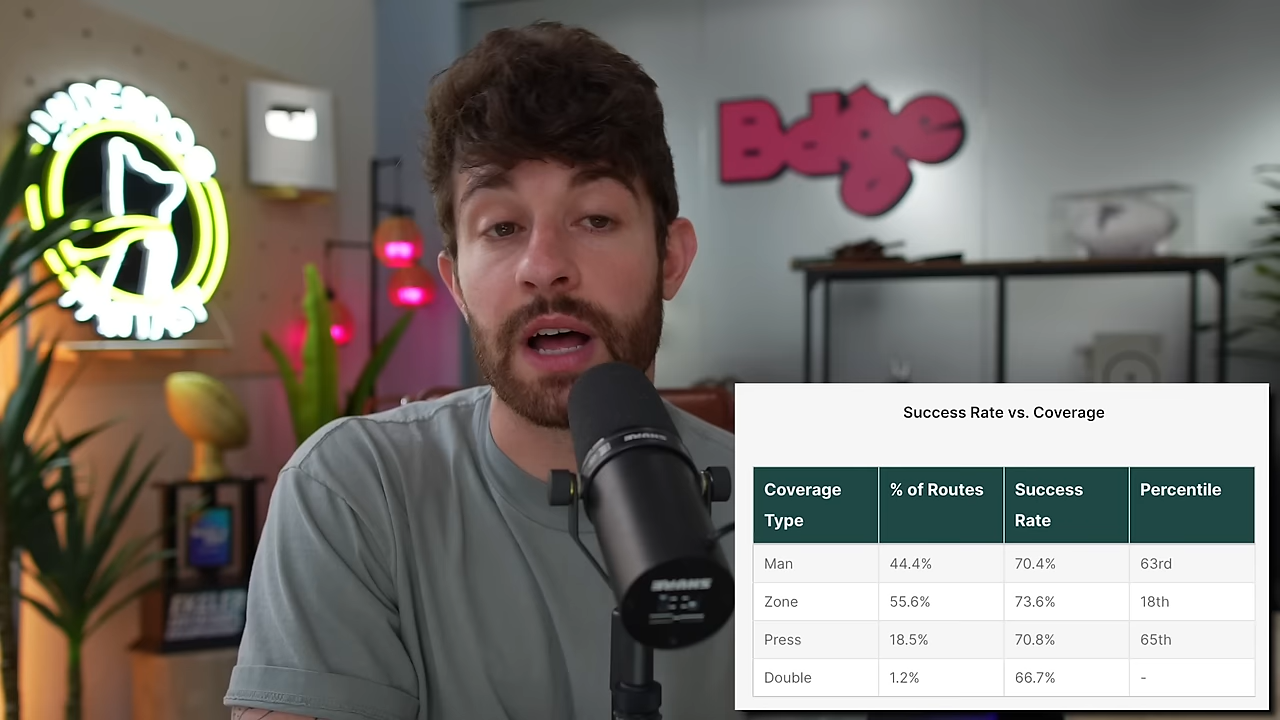 UNDERDOG
Bdge
Success Rate vs. Coverage
Coverage Type % of Routes Success Rate Percentile
Man 44.4% 70.4% 63rd
Zone 55.6% 73.6% 18th
Press 18.5% 70.8% 65th
Double 1.2% 66.7% -